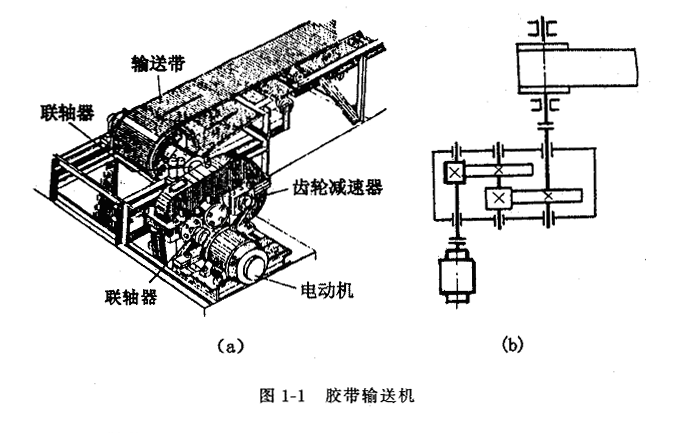 输送带
联轴器
齿轮减速器
联轴器
电动机
(a)
(b)
图 1-1 胶带输送机